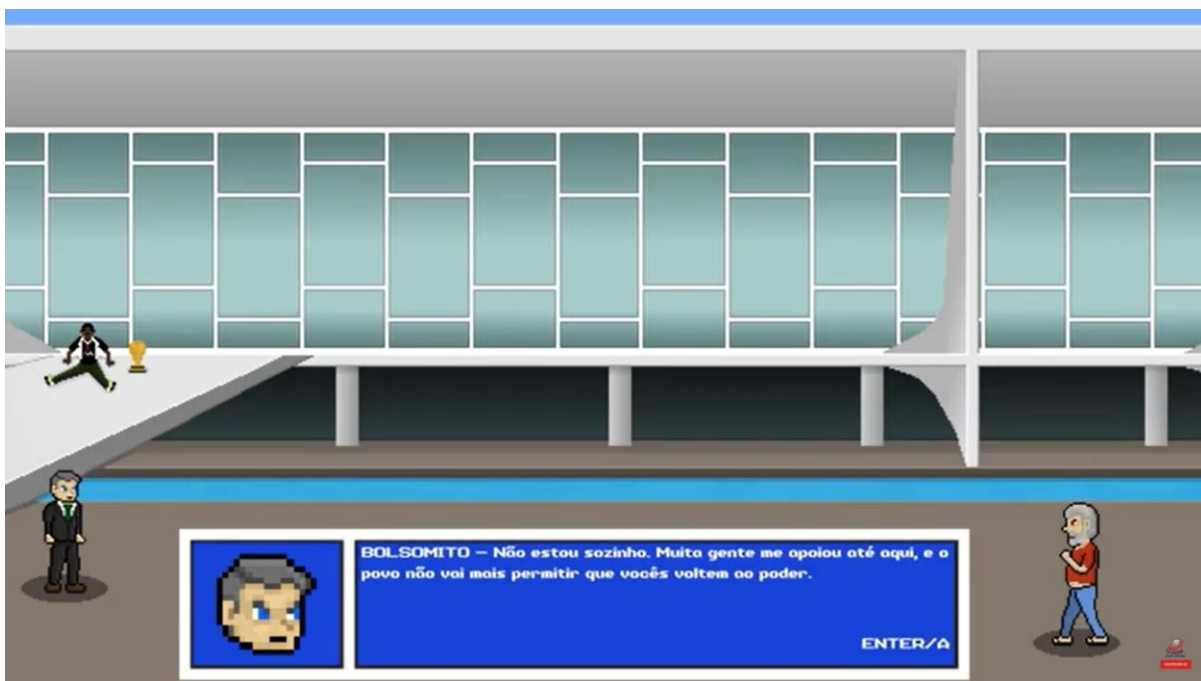 BOLSOMITO – Não estou sozinho. Muita gente me apoiou até aqui, e o
povo não vai mais permitir que vocês voltem ao poder.
ENTER/A